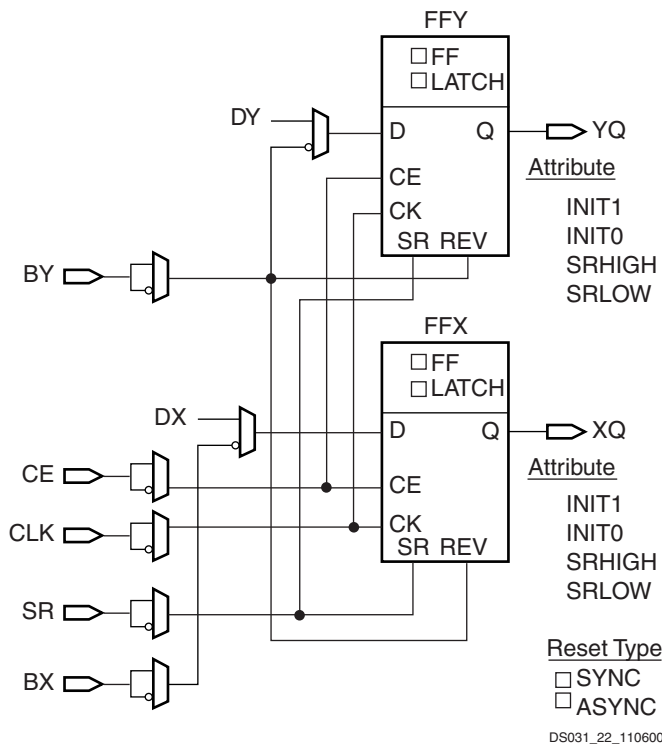 FFY
FF
LATCH
DY
D
Q
YQ
CE
CK
SR REV
Attribute
INIT1
INIT0
SRHIGH
SRLOW
BY
FFX
FF
LATCH
DX
D
Q
XQ
CE
CE
CLK
CK
SR REV
Attribute
INIT1
INIT0
SRHIGH
SRLOW
SR
BX
Reset Type
SYNC
ASYNC
DS031_22_110600